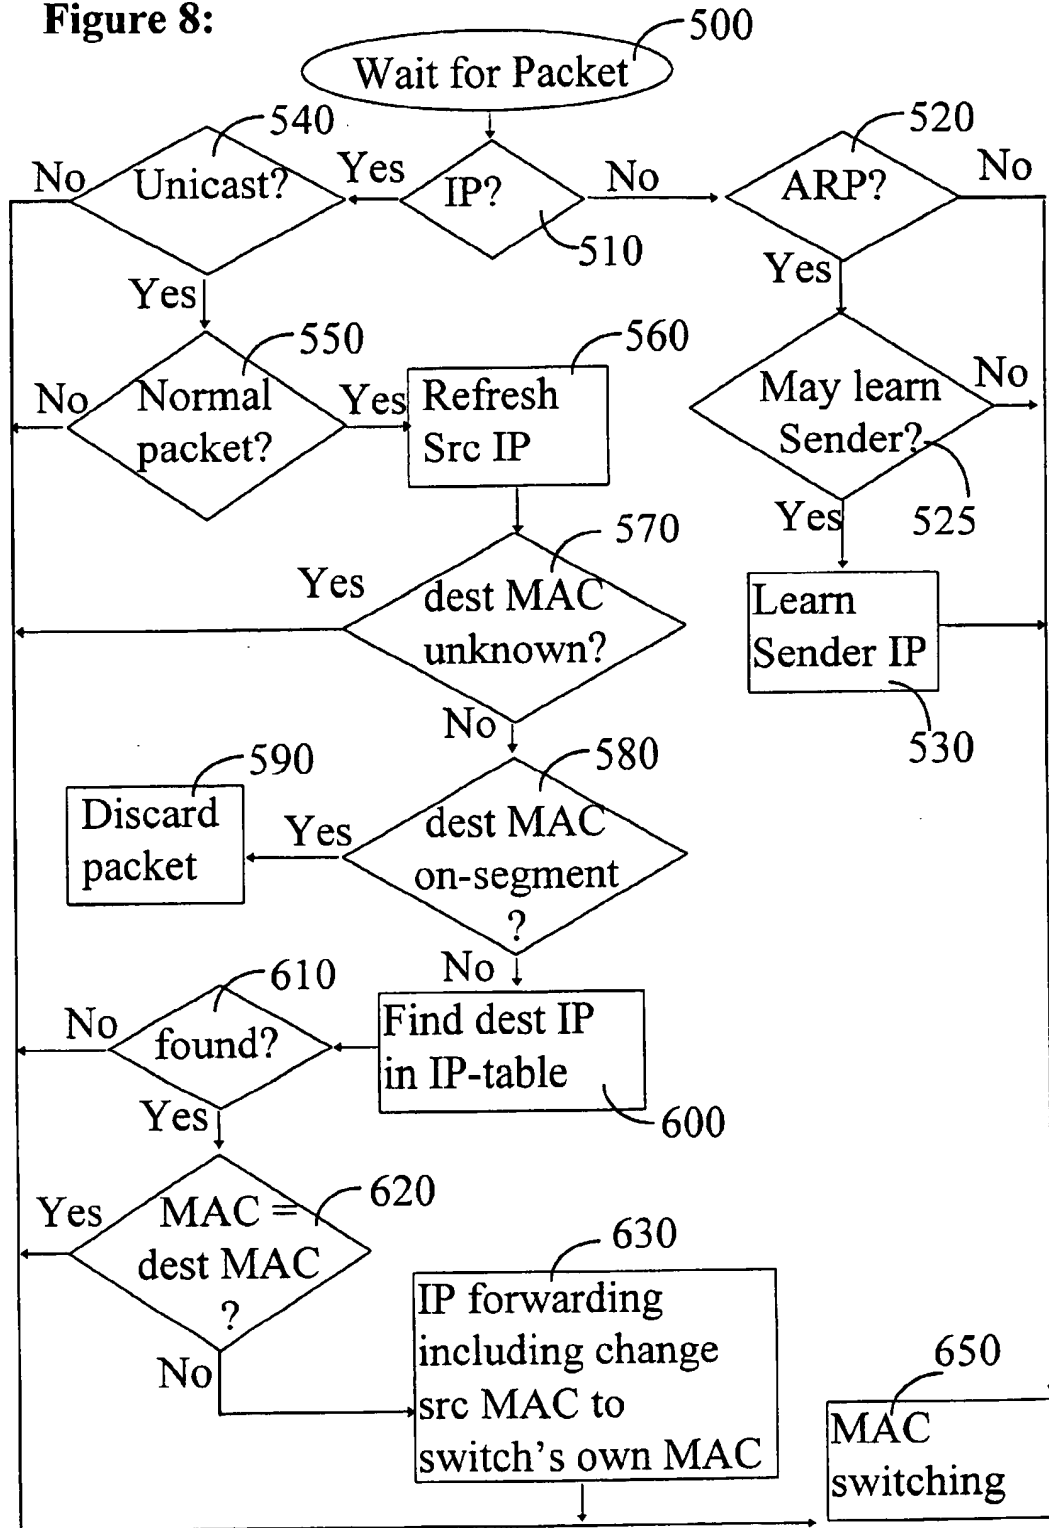 Figure 8:
500
Wait for Packet
540
520
No
Unicast?
Yes
IP?
No
ARP?
No
510
Yes
Yes
550
560
No
Normal
packet?
Yes
Refresh
Src IP
May learn
Sender?
No
525
Yes
570
Yes
dest MAC
unknown?
Learn
Sender IP
530
No
590
580
Discard
packet
Yes
dest MAC
on-segment
?
No
610
No
found?
Find dest IP
in IP-table
600
Yes
620
Yes
MAC =
dest MAC
?
630
No
IP forwarding
including change
src MAC to
switch's own MAC
650
MAC
switching